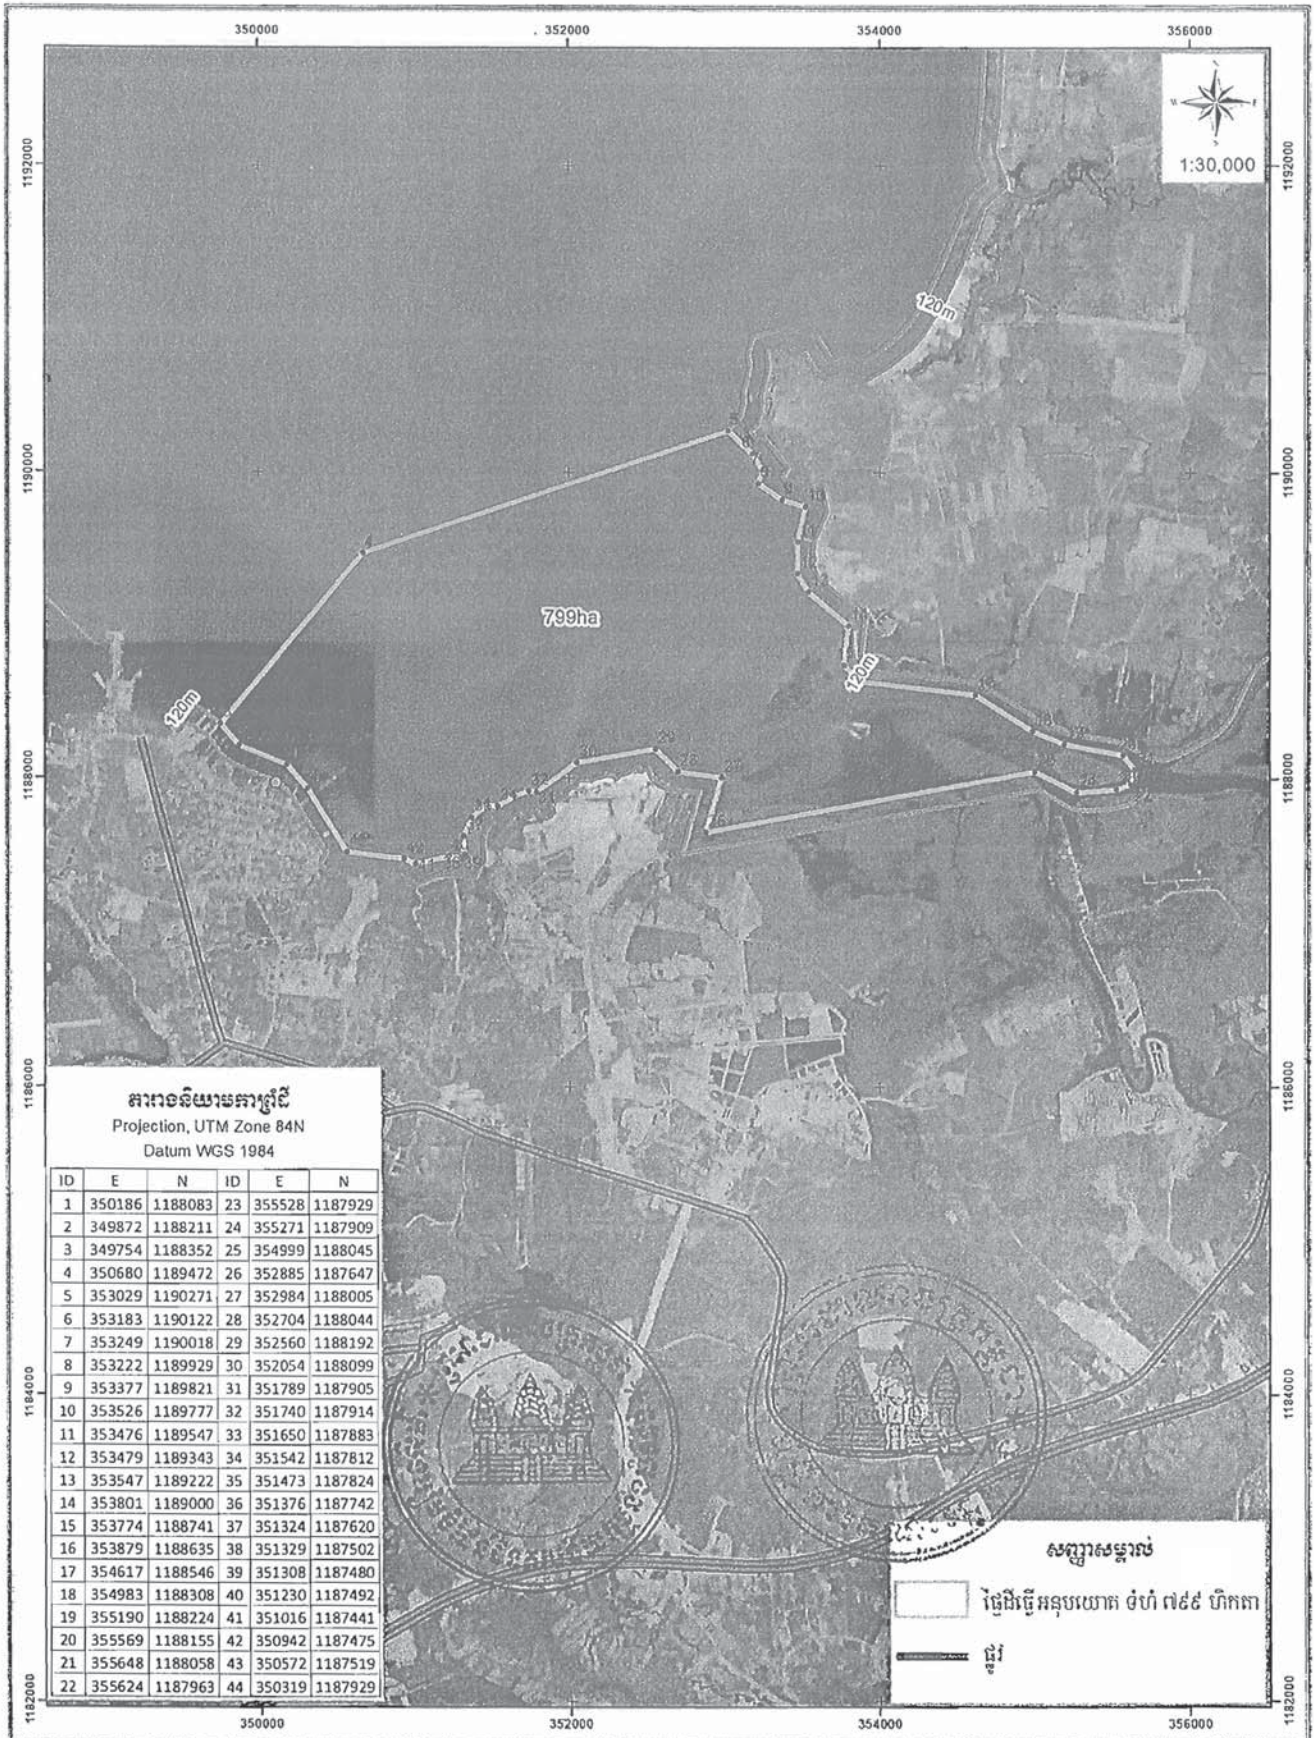 350000 352000 354000 356000
1192000 1192000
1:30,000
120m
1190000 1190000
799ha
120m
120m
1188000 1188000
1186000 1186000
តារាងនិយាមកាព្រំដី
Projection, UTM Zone 84N
Datum WGS 1984
ID E N ID E N
1 350186 1188083 23 355528 1187929
2 349872 1188211 24 355271 1187909
3 349754 1188352 25 354999 1188045
4 350680 1189472 26 352885 1187647
5 353029 1190271 27 352984 1188005
6 353183 1190122 28 352704 1188044
7 353249 1190018 29 352560 1188192
8 353222 1189929 30 352054 1188099
9 353377 1189821 31 351789 1187905
10 353526 1189777 32 351740 1187914
11 353476 1189547 33 351650 1187883
12 353479 1189343 34 351542 1187812
13 353547 1189222 35 351473 1187824
14 353801 1189000 36 351376 1187742
15 353774 1188741 37 351324 1187620
16 353879 1188635 38 351329 1187502
17 354617 1188546 39 351308 1187480
18 354983 1188308 40 351230 1187492
19 355190 1188224 41 351016 1187441
20 355569 1188155 42 350942 1187475
21 355648 1188058 43 350572 1187519
22 355624 1187963 44 350319 1187929
1184000 1184000
សញ្ញាសម្គាល់
ផ្ទៃដីធ្វើអនុបយោគ ទំហំ ៧៩៩ ហិកតា
ផ្លូវ
1182000 1182000
350000 352000 354000 356000